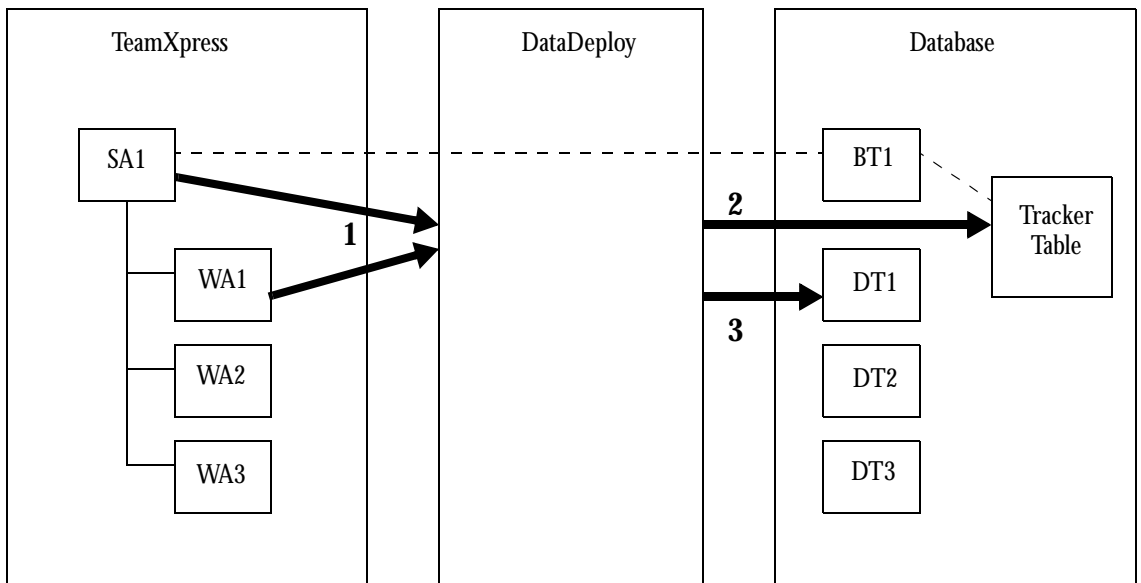 TeamXpress
DataDeploy
Database
SA1
BT1
1
2
Tracker
Table
WA1
DT1
3
WA2
DT2
WA3
DT3